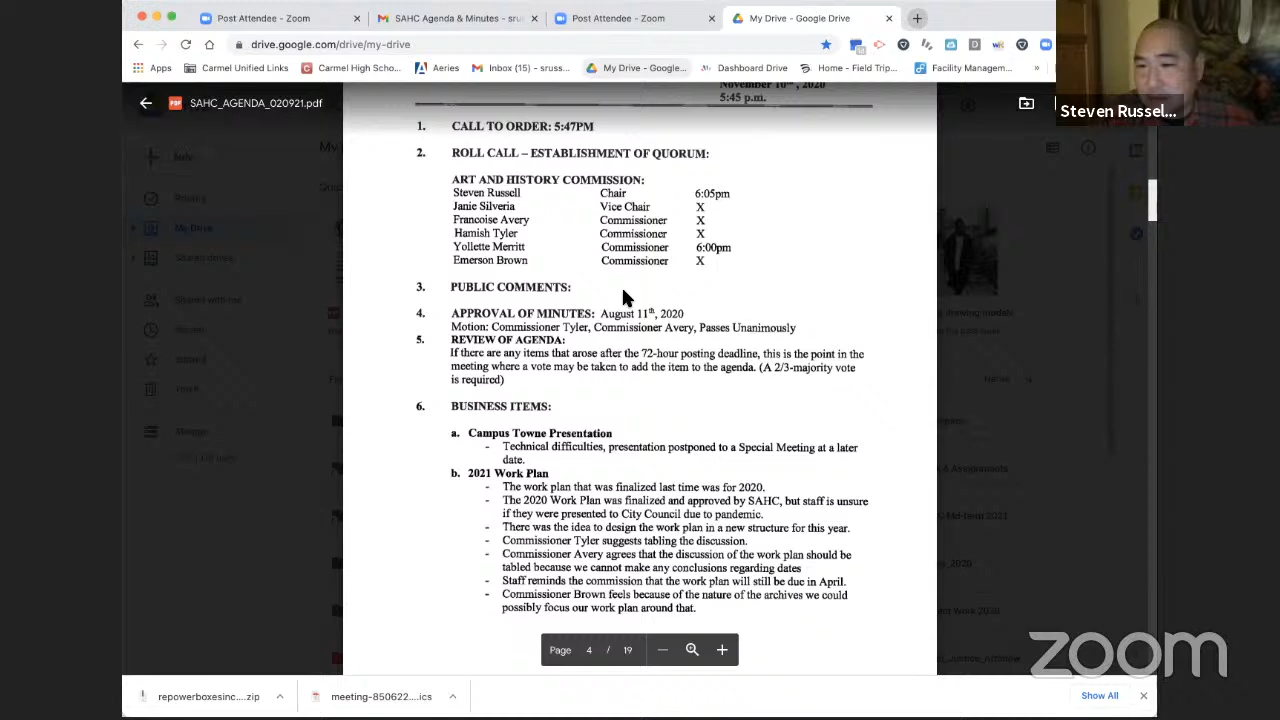 Post Attendee - Zoom
SAHC Agenda & Minutes - srus
Post Attendee - Zoom
My Drive - Google Drive
drive.google.com/drive/my-drive
Apps
Carmel Unified Links
Carmel High Scho...
Aeries
Inbox (15) - sruss...
My Drive - Google...
Dashboard Drive
Home - Field Trip...
Facility Managem...
»
SAHC_AGENDA_020921.pdf
Steven Russel...
November 10th, 2020
5:45 p.m.
1. CALL TO ORDER: 5:47PM
2. ROLL CALL – ESTABLISHMENT OF QUORUM:
ART AND HISTORY COMMISSION:
Steven Russell Chair 6:05pm
Janie Silveria Vice Chair X
Francoise Avery Commissioner X
Hamish Tyler Commissioner X
Yollette Merritt Commissioner 6:00pm
Emerson Brown Commissioner X
3. PUBLIC COMMENTS:
4. APPROVAL OF MINUTES: August 11th, 2020
Motion: Commissioner Tyler, Commissioner Avery, Passes Unanimously
5. REVIEW OF AGENDA:
If there are any items that arose after the 72-hour posting deadline, this is the point in the
meeting where a vote may be taken to add the item to the agenda. (A 2/3-majority vote
is required)
6. BUSINESS ITEMS:
a. Campus Towne Presentation
- Technical difficulties, presentation postponed to a Special Meeting at a later
date.
b. 2021 Work Plan
- The work plan that was finalized last time was for 2020.
- The 2020 Work Plan was finalized and approved by SAHC, but staff is unsure
if they were presented to City Council due to pandemic.
- There was the idea to design the work plan in a new structure for this year.
- Commissioner Tyler suggests tabling the discussion.
- Commissioner Avery agrees that the discussion of the work plan should be
tabled because we cannot make any conclusions regarding dates
- Staff reminds the commission that the work plan will still be due in April.
- Commissioner Brown feels because of the nature of the archives we could
possibly focus our work plan around that.
Page 4 / 19
My Drive
Shared drives
Shared with me
zoom
repowerboxesinc....zip
meeting-850622....ics
Show All